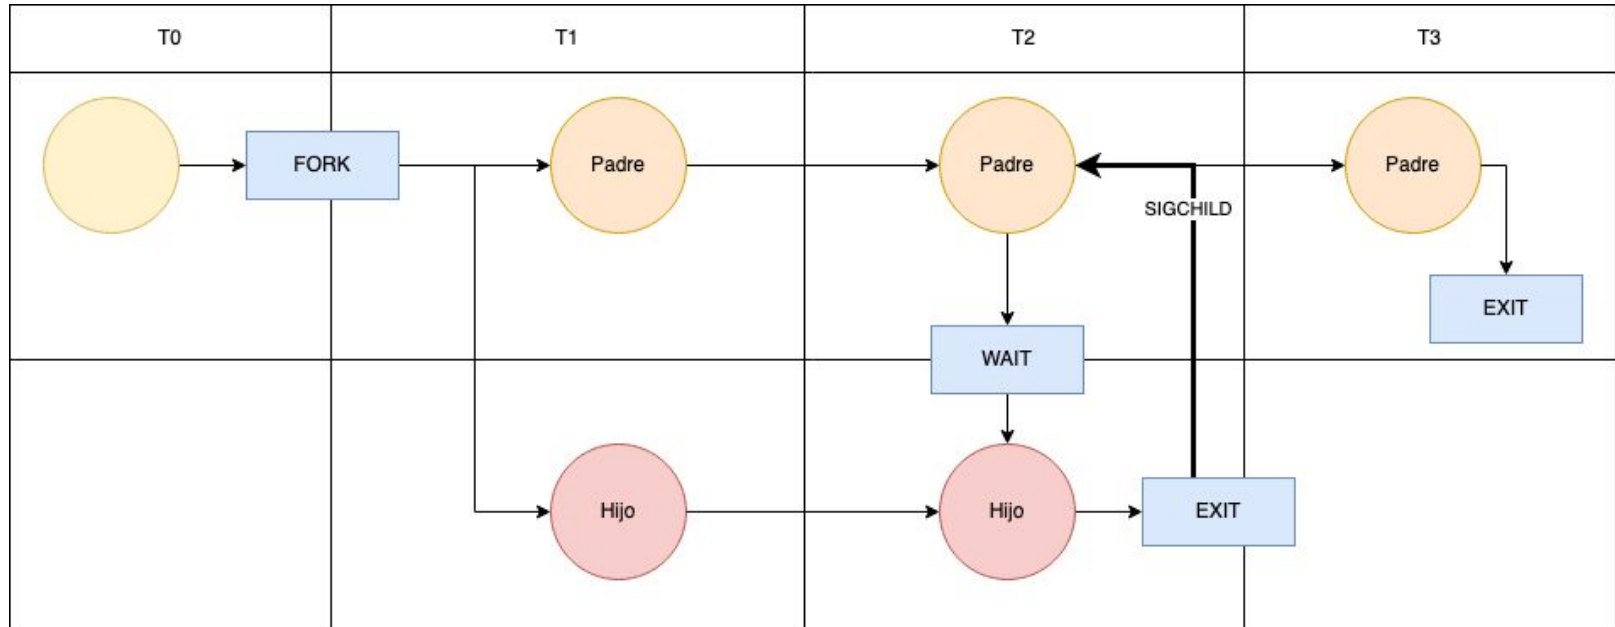 T0
T1
T2
T3
FORK
Padre
Padre
Padre
SIGCHILD
EXIT
WAIT
Hijo
Hijo
EXIT